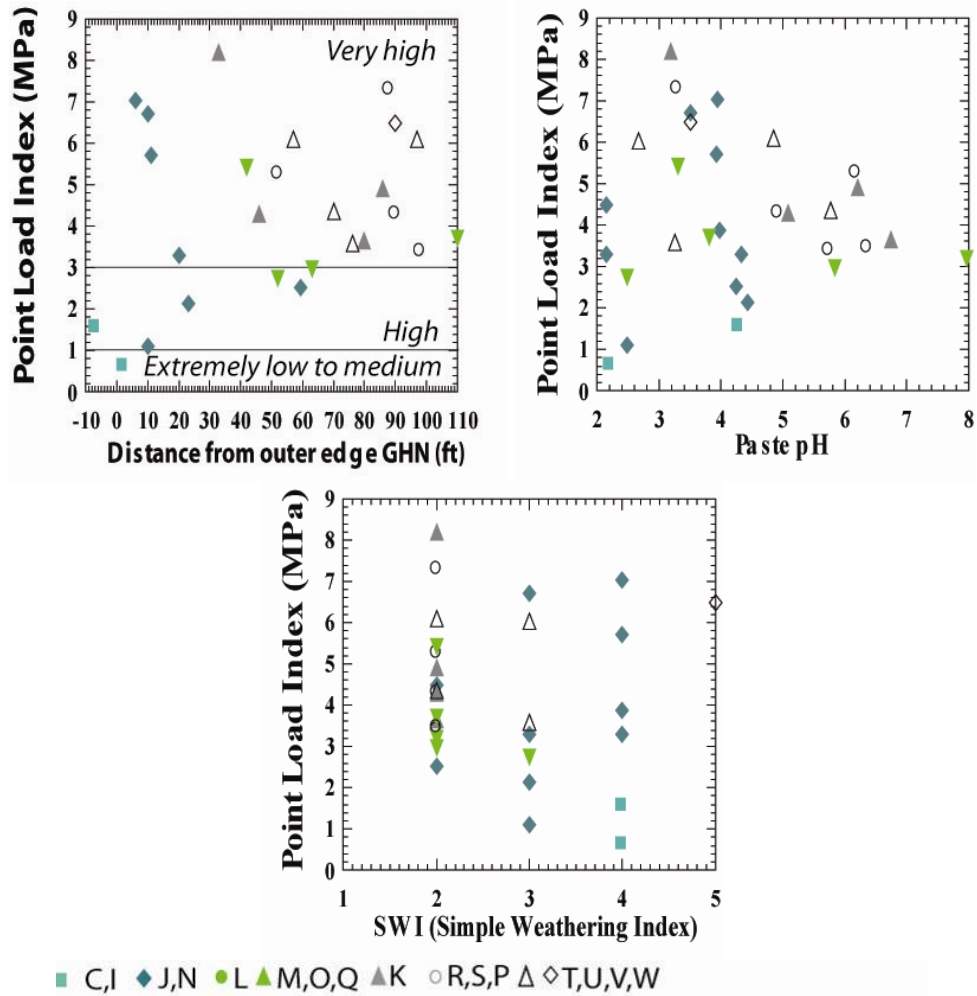 Point Load Index (MPa)
9
8
7
6
5
4
3
2
1
0
Very high
High
Extremely low to medium
-10 0 10 20 30 40 50 60 70 80 90 100 110
Distance from outer edge GHN (ft)
Point Load Index (MPa)
9
8
7
6
5
4
3
2
1
0
2 3 4 5 6 7 8
Paste pH
Point Load Index (MPa)
9
8
7
6
5
4
3
2
1
0
1 2 3 4 5
SWI (Simple Weathering Index)
C,I J,N L M,O,Q K R,S,P T,U,V,W